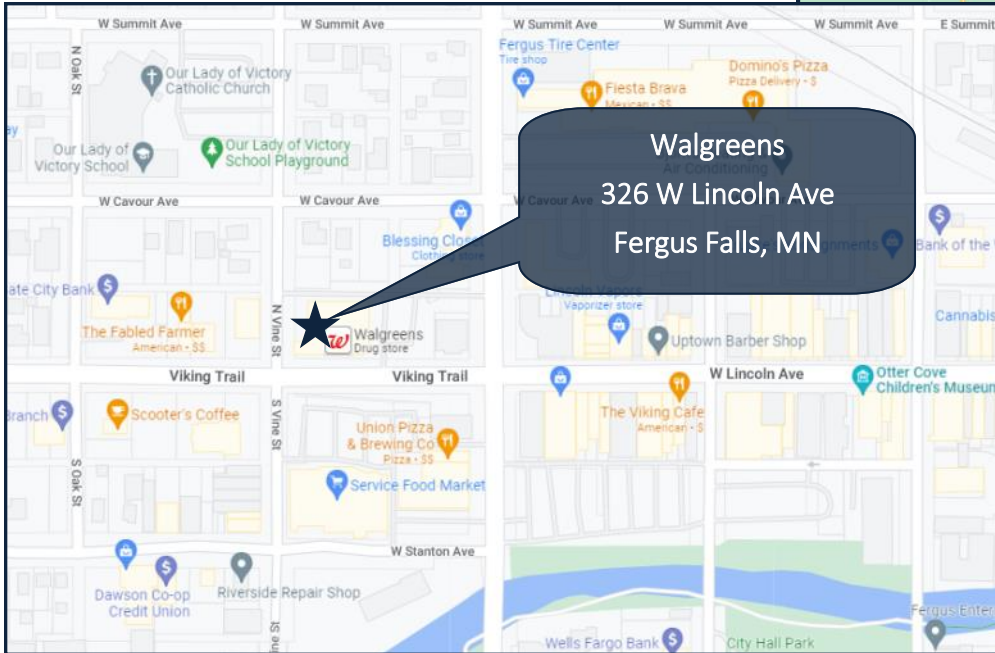 W Summit Ave
W Summit Ave
W Summit Ave
W Summit Ave
W Summit Ave
E Summit
N Oak St
Our Lady of Victory
Catholic Church
Fergus Tire Center
Tire shop
Fiesta Brava
Mexican • $$
Domino's Pizza
Pizza Delivery • $
Our Lady of
Victory School
Our Lady of Victory
School Playground
Walgreens
326 W Lincoln Ave
Fergus Falls, MN
Air Conditioning
W Cavour Ave
W Cavour Ave
W Cavour Ave
Blessing Closet
Clothing store
Bank of the
ate City Bank
The Fabled Farmer
American • $$
N Vine St
Walgreens
Drug store
Lincoln Vapors
Vaporizer store
Uptown Barber Shop
Cannabis
Viking Trail
Viking Trail
W Lincoln Ave
Otter Cove
Children's Museum
Branch
Scooter's Coffee
S Vine St
Union Pizza
& Brewing Co
Pizza • $$
The Viking Cafe
American • $
S Oak St
Service Food Market
W Stanton Ave
Dawson Co-op
Credit Union
Riverside Repair Shop
Wells Fargo Bank
City Hall Park
Fergus Enter